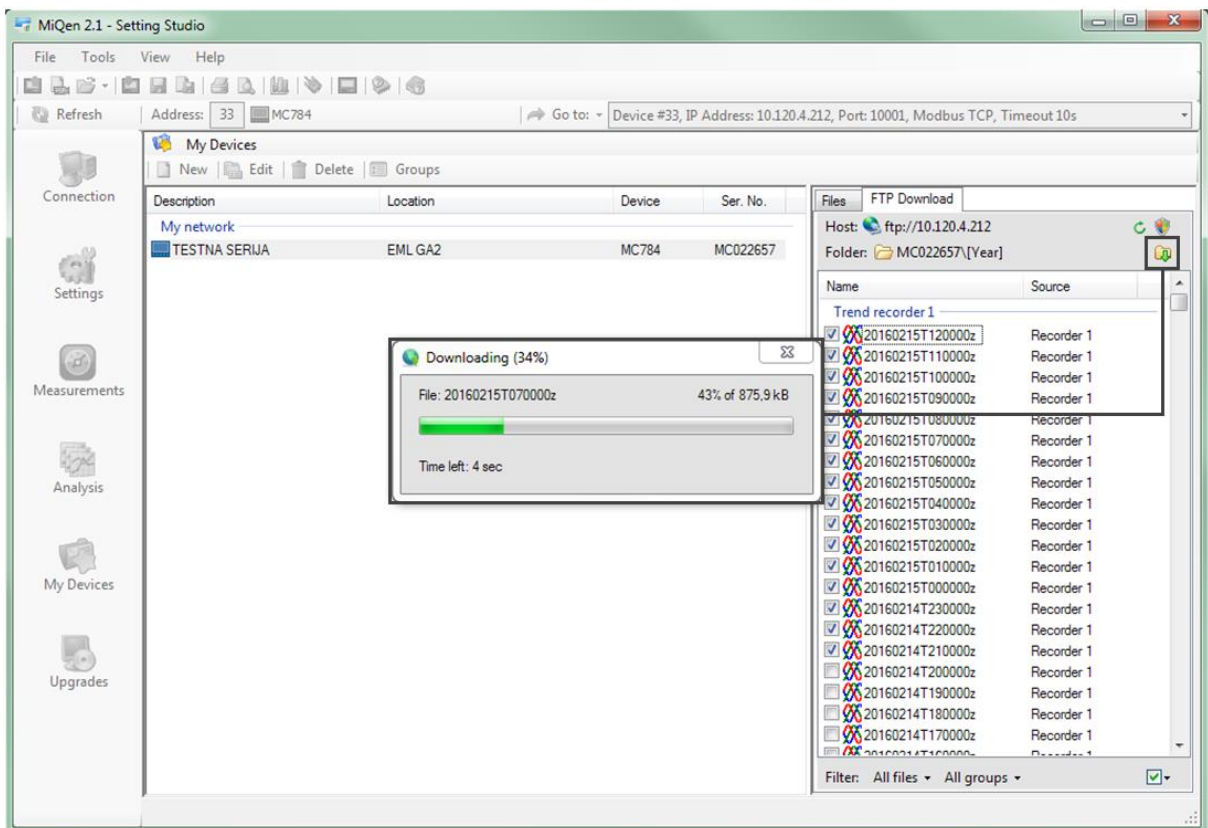 MiQen 2.1 - Setting Studio
File Tools View Help
Refresh Address: 33 MC784 Go to: Device #33, IP Address: 10.120.4.212, Port: 10001, Modbus TCP, Timeout 10s
My Devices
New Edit Delete Groups
Connection
Settings
Measurements
Analysis
My Devices
Upgrades
Description Location Device Ser. No.
My network
TESTNA SERIJA EML GA2 MC784 MC022657
Downloading (34%)
File: 20160215T070000z 43% of 875,9 kB
Time left: 4 sec
Files FTP Download
Host: ftp://10.120.4.212
Folder: MC022657\[Year]
Name Source
Trend recorder 1
20160215T120000z Recorder 1
20160215T110000z Recorder 1
20160215T100000z Recorder 1
20160215T090000z Recorder 1
20160215T080000z Recorder 1
20160215T070000z Recorder 1
20160215T060000z Recorder 1
20160215T050000z Recorder 1
20160215T040000z Recorder 1
20160215T030000z Recorder 1
20160215T020000z Recorder 1
20160215T010000z Recorder 1
20160215T000000z Recorder 1
20160214T230000z Recorder 1
20160214T220000z Recorder 1
20160214T210000z Recorder 1
20160214T200000z Recorder 1
20160214T190000z Recorder 1
20160214T180000z Recorder 1
20160214T170000z Recorder 1
Filter: All files All groups